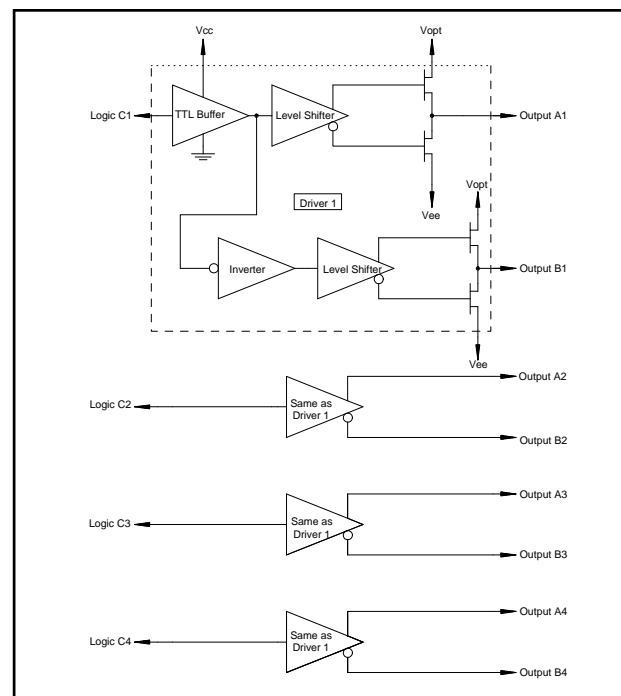 Vcc
Vopt
Logic C1
TTL Buffer
Level Shifter
Output A1
Driver 1
Vee
Vopt
Inverter
Level Shifter
Output B1
Vee
Output A2
Logic C2
Same as
Driver 1
Output B2
Output A3
Logic C3
Same as
Driver 1
Output B3
Output A4
Logic C4
Same as
Driver 1
Output B4